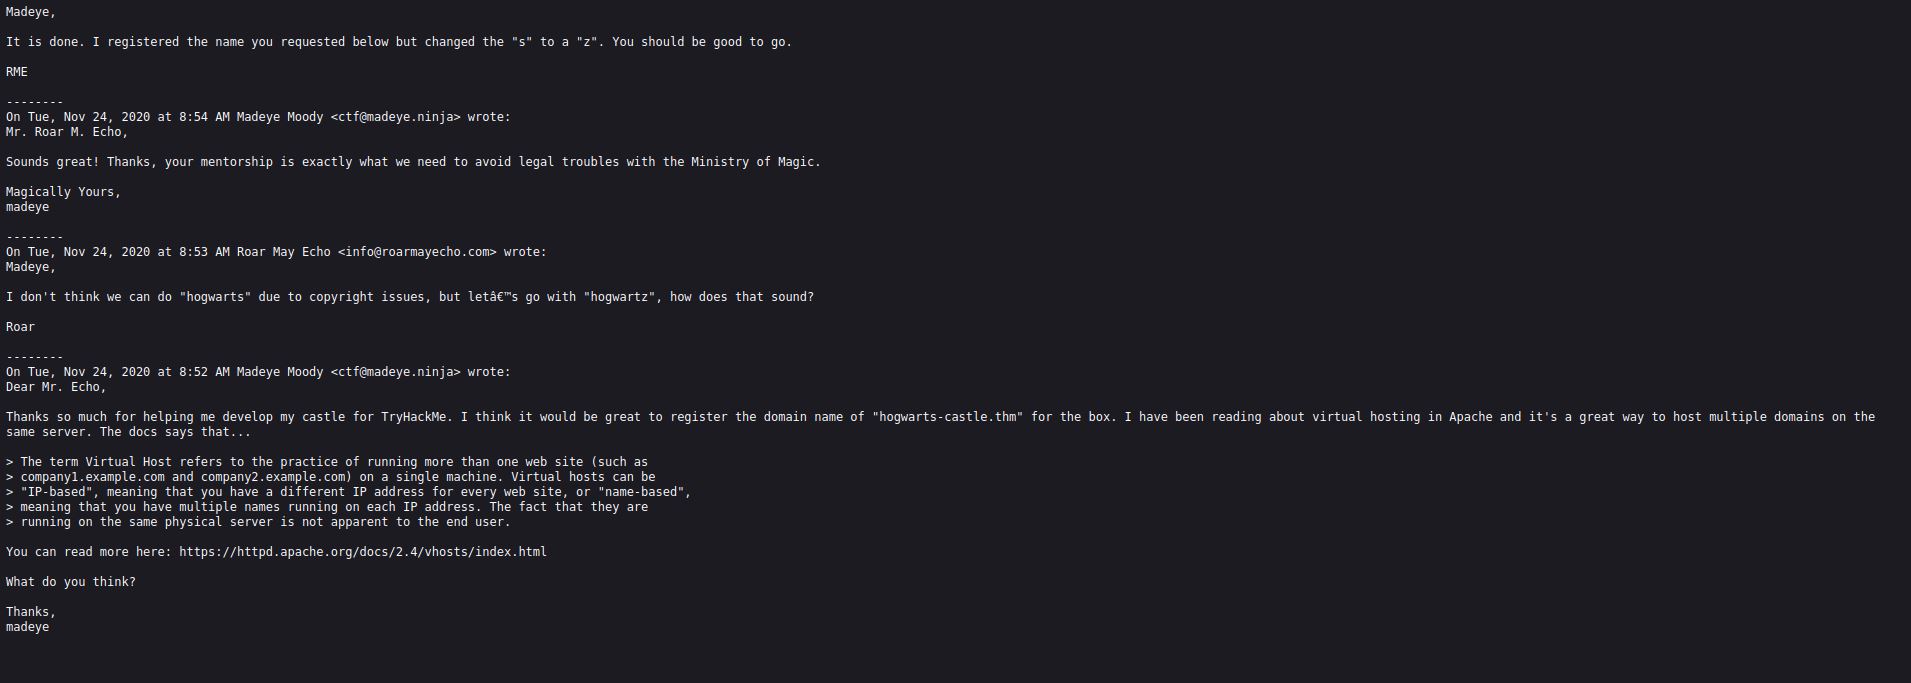 Madeye,
It is done. I registered the name you requested below but changed the "s" to a "z". You should be good to go.
RME
--------
On Tue, Nov 24, 2020 at 8:54 AM Madeye Moody <ctf@madeye.ninja> wrote:
Mr. Roar M. Echo,
Sounds great! Thanks, your mentorship is exactly what we need to avoid legal troubles with the Ministry of Magic.
Magically Yours,
madeye
--------
On Tue, Nov 24, 2020 at 8:53 AM Roar May Echo <info@roarmayecho.com> wrote:
Madeye,
I don't think we can do "hogwarts" due to copyright issues, but letâ€™s go with "hogwartz", how does that sound?
Roar
--------
On Tue, Nov 24, 2020 at 8:52 AM Madeye Moody <ctf@madeye.ninja> wrote:
Dear Mr. Echo,
Thanks so much for helping me develop my castle for TryHackMe. I think it would be great to register the domain name of "hogwarts-castle.thm" for the box. I have been reading about virtual hosting in Apache and it's a great way to host multiple domains on the
same server. The docs says that...
> The term Virtual Host refers to the practice of running more than one web site (such as
> company1.example.com and company2.example.com) on a single machine. Virtual hosts can be
> "IP-based", meaning that you have a different IP address for every web site, or "name-based",
> meaning that you have multiple names running on each IP address. The fact that they are
> running on the same physical server is not apparent to the end user.
You can read more here: https://httpd.apache.org/docs/2.4/vhosts/index.html
What do you think?
Thanks,
madeye